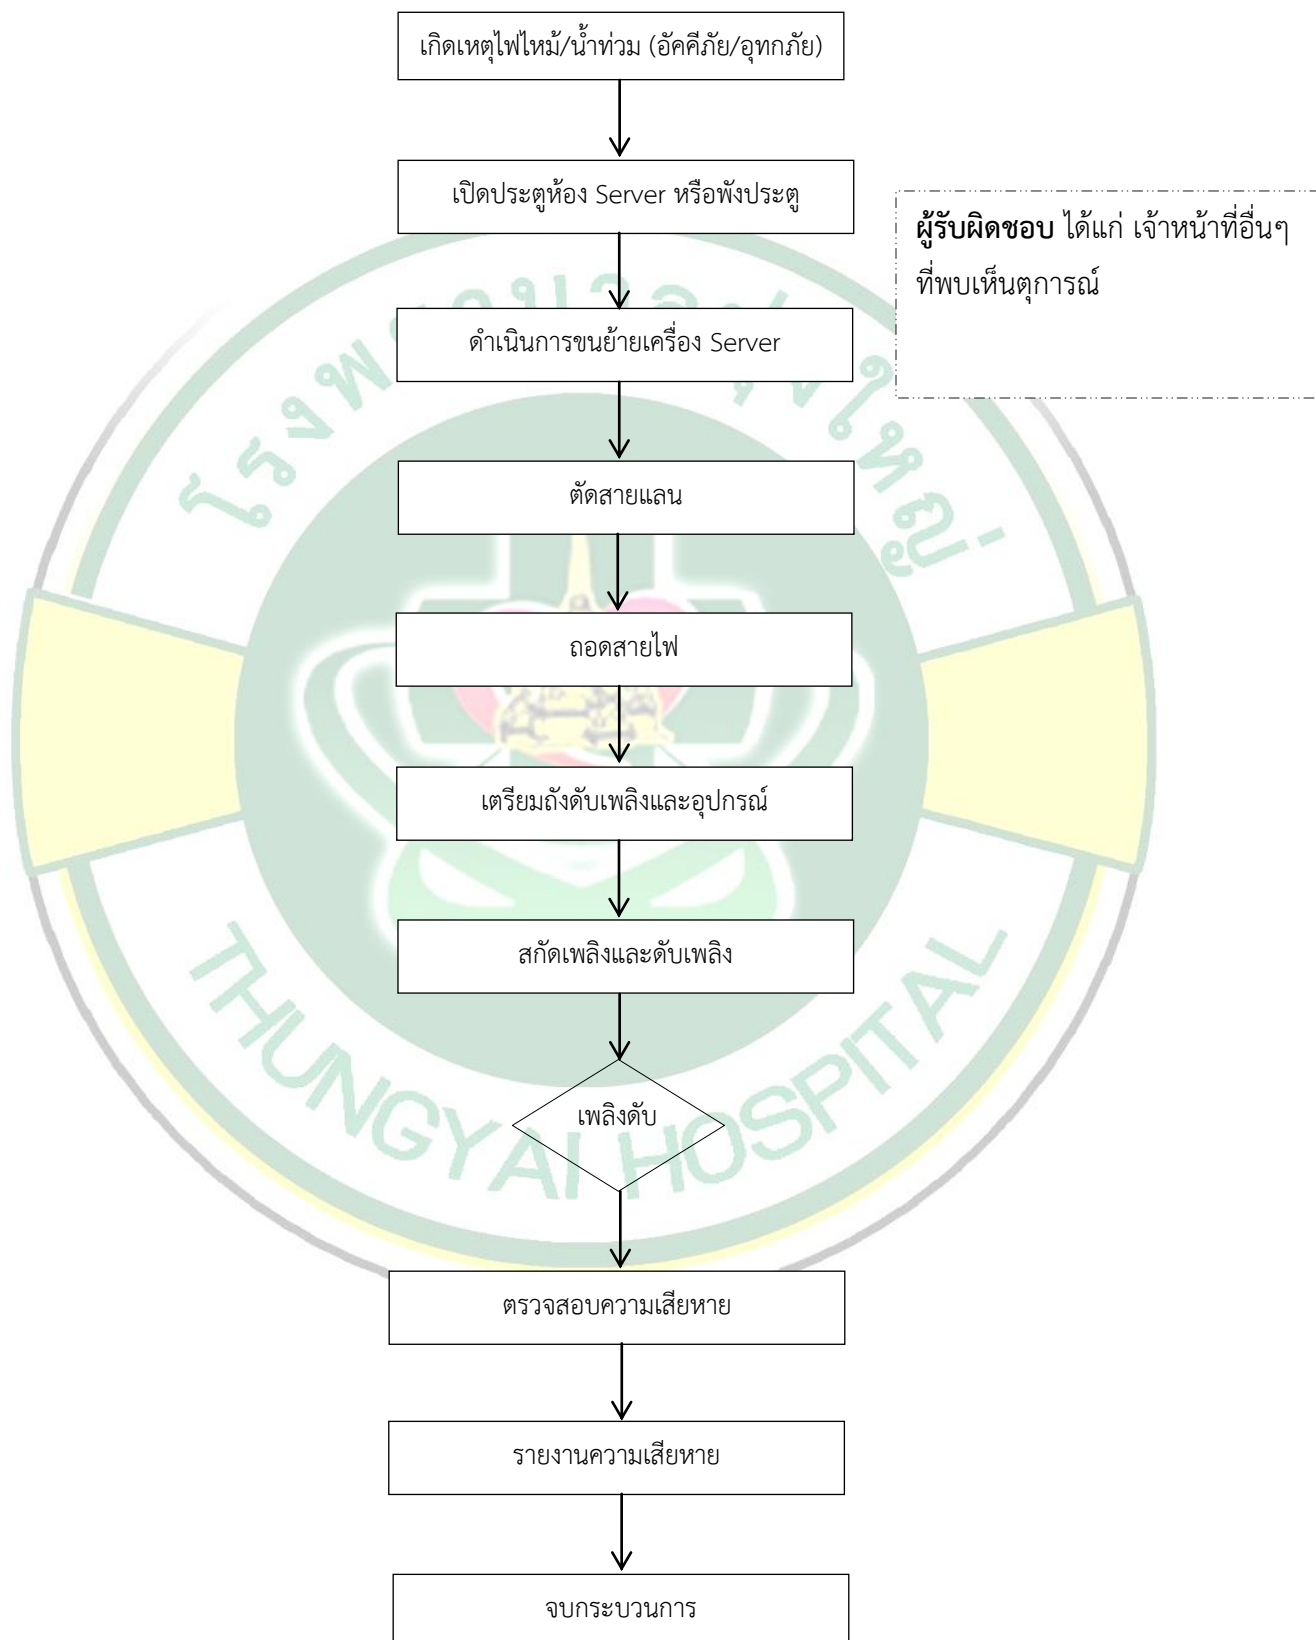 เกิดเหตุไฟไหม้/น้ำท่วม (อัคคีภัย/อุทกภัย)
เปิดประตูห้อง Server หรือพังประตู
ผู้รับผิดชอบ ได้แก่ เจ้าหน้าที่อื่นๆ
ที่พบเห็นตุการณ์
ดำเนินการขนย้ายเครื่อง Server
ตัดสายแลน
ถอดสายไฟ
เตรียมถังดับเพลิงและอุปกรณ์
สกัดเพลิงและดับเพลิง
เพลิงดับ
THUNGYAI HOSPITAL
ตรวจสอบความเสียหาย
รายงานความเสียหาย
จบกระบวนการ